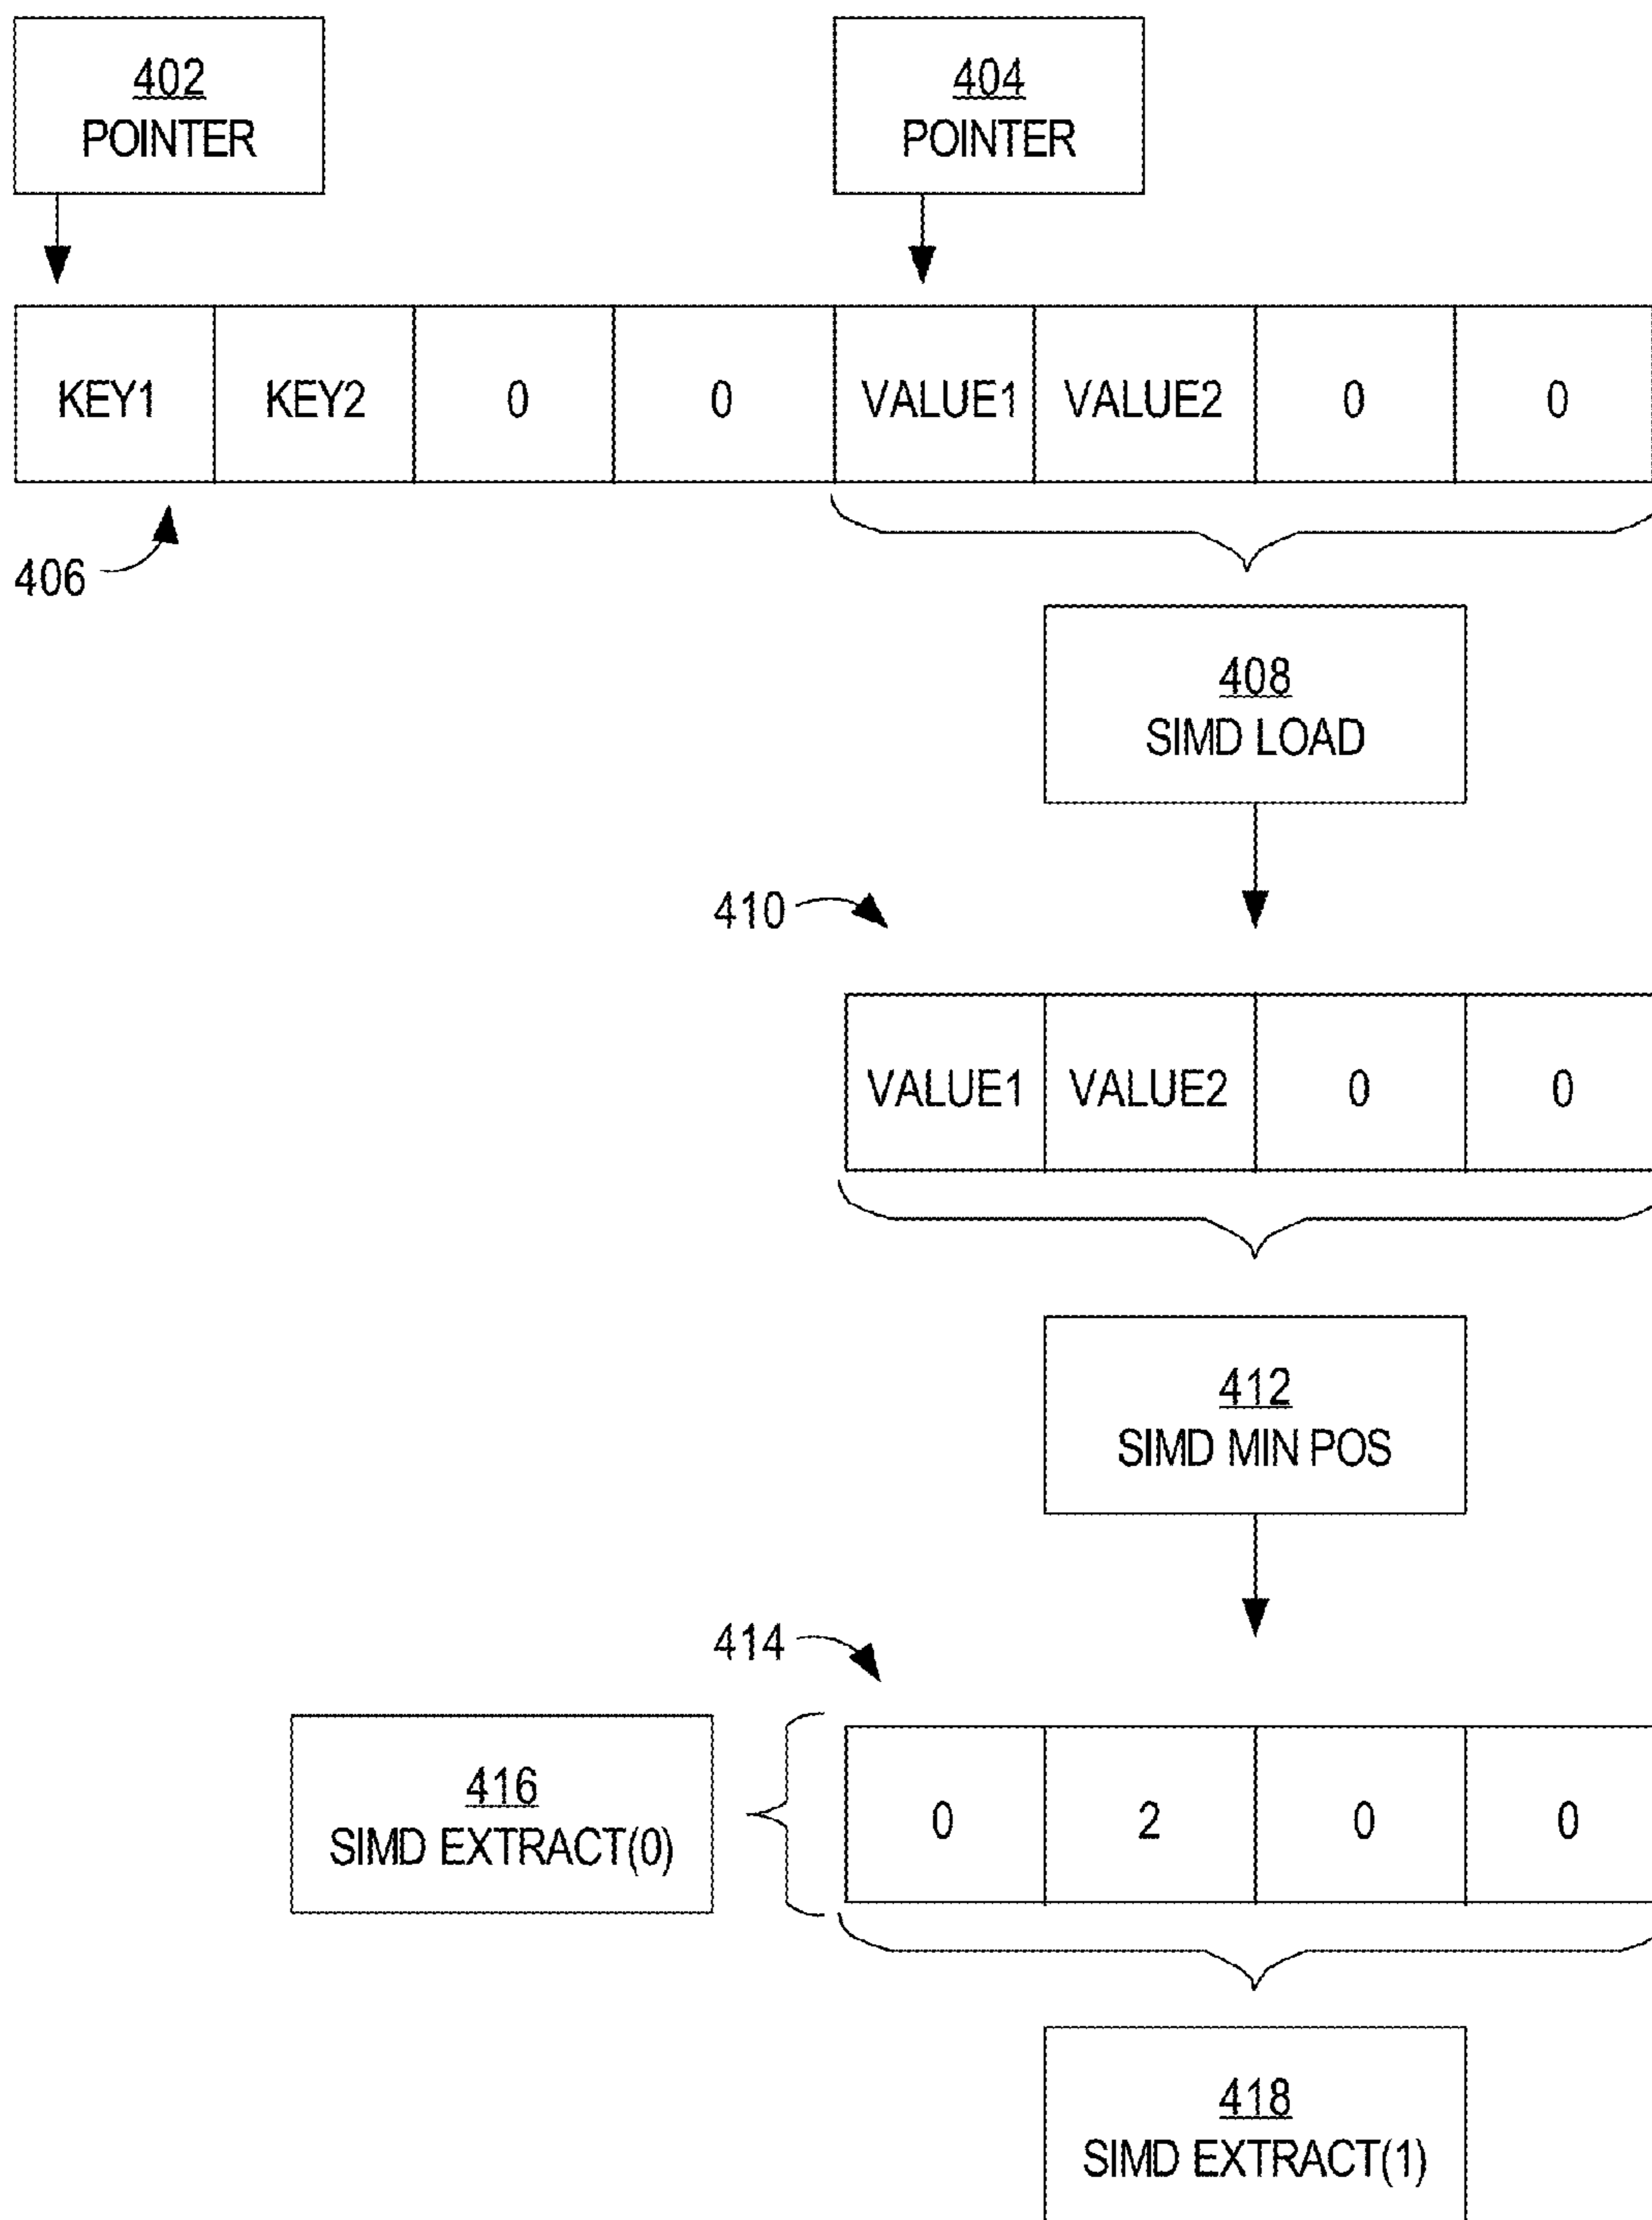 402
POINTER
404
POINTER
KEY1 KEY2 0 0 VALUE1 VALUE2 0 0
406
408
SIMD LOAD
410
VALUE1 VALUE2 0 0
412
SIMD MIN POS
414
416
SIMD EXTRACT(0)
0 2 0 0
418
SIMD EXTRACT(1)